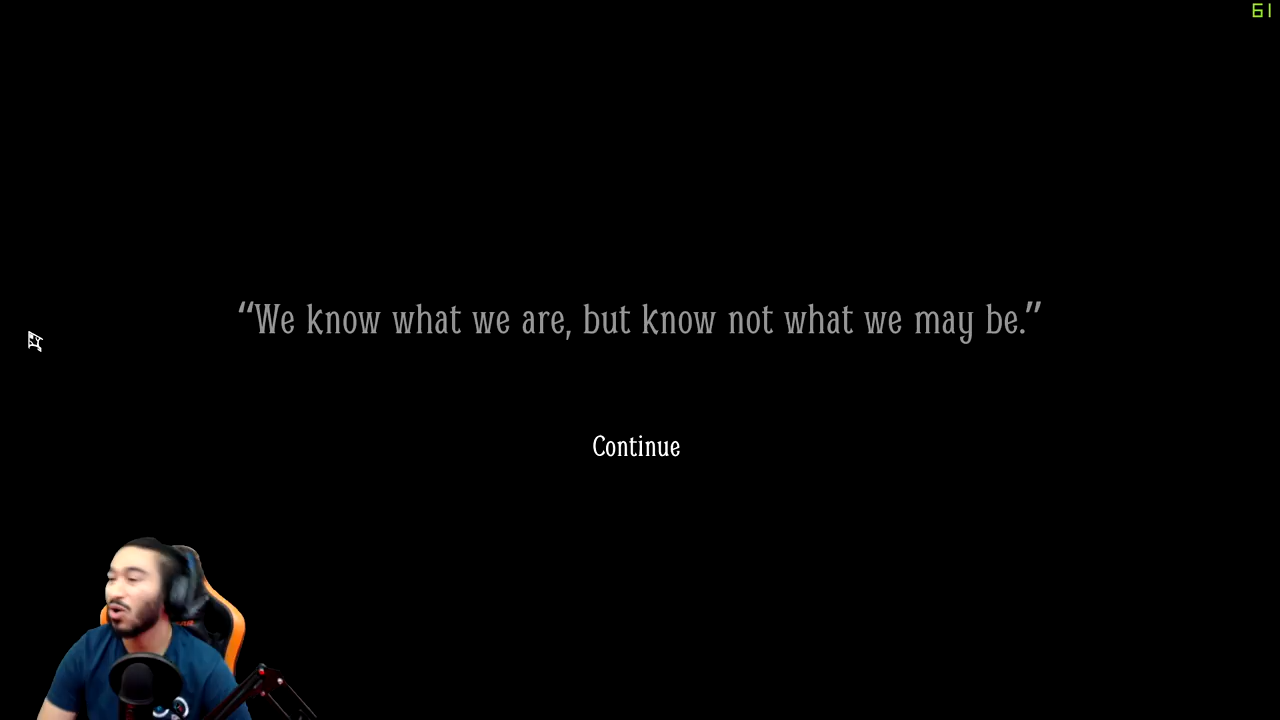 61
“We know what we are, but know not what we may be.”
Continue